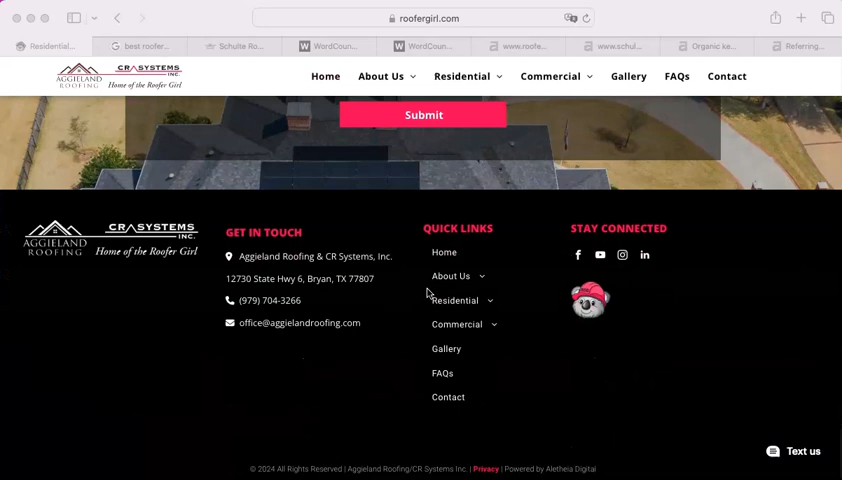 roofergirl.com
Residential...
best roofer...
Schulte Ro...
WordCoun...
WordCoun...
www.roofe...
www.schul...
Organic ke...
Referring...
AGGIELAND ROOFING
CR SYSTEMS INC.
Home of the Roofer Girl
Home About Us Residential Commercial Gallery FAQs Contact
Submit
AGGIELAND ROOFING
CR SYSTEMS INC.
Home of the Roofer Girl
GET IN TOUCH
Aggieland Roofing & CR Systems, Inc.
12730 State Hwy 6, Bryan, TX 77807
(979) 704-3266
office@aggielandroofing.com
QUICK LINKS
Home
About Us
Residential
Commercial
Gallery
FAQs
Contact
STAY CONNECTED
Text us
© 2024 All Rights Reserved | Aggieland Roofing/CR Systems Inc. | Privacy | Powered by Aletheia Digital